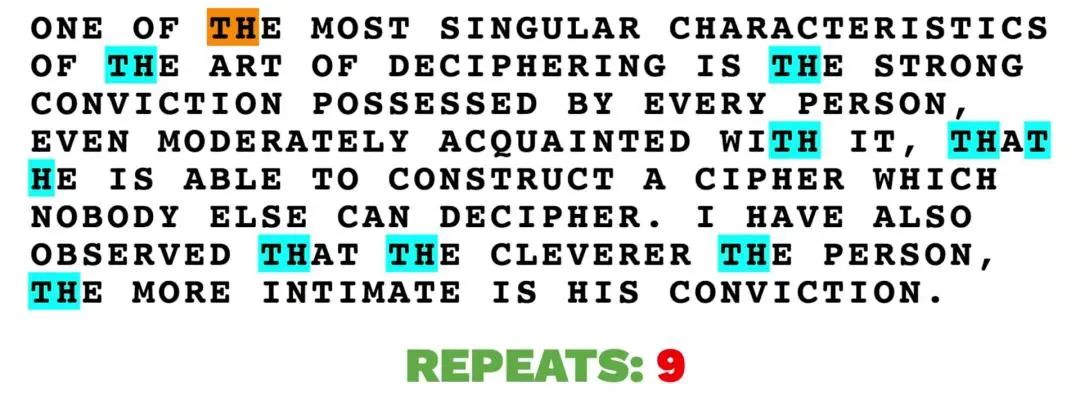 ONE OF THE MOST SINGULAR CHARACTERISTICS
OF THE ART OF DECIPHERING IS THE STRONG
CONVICTION POSSESSED BY EVERY PERSON,
EVEN MODERATELY ACQUAINTED WITH IT, THAT
HE IS ABLE TO CONSTRUCT A CIPHER WHICH
NOBODY ELSE CAN DECIPHER. I HAVE ALSO
OBSERVED THAT THE CLEVERER THE PERSON,
THE MORE INTIMATE IS HIS CONVICTION.
REPEATS: 9